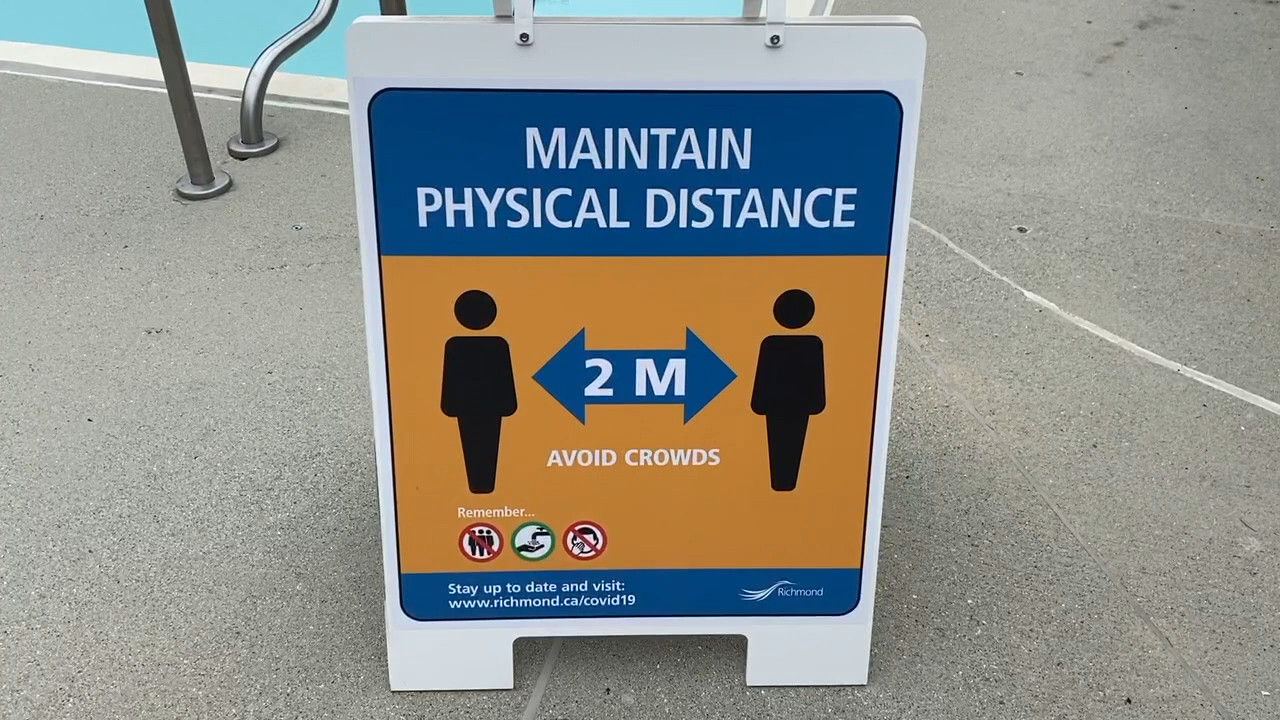 MAINTAIN
PHYSICAL DISTANCE
2 M
AVOID CROWDS
Remember...
Stay up to date and visit:
www.richmond.ca/covid19
Richmond